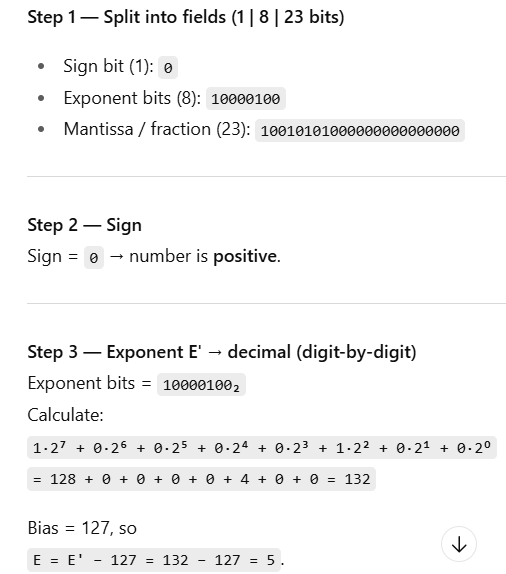 Step 1 — Split into fields (1 | 8 | 23 bits)
• Sign bit (1): 0
• Exponent bits (8): 10000100
• Mantissa / fraction (23): 10010101000000000000000
Step 2 — Sign
Sign = 0 → number is positive.
Step 3 — Exponent E' → decimal (digit-by-digit)
Exponent bits = 10000100₂
Calculate:
1·2⁷ + 0·2⁶ + 0·2⁵ + 0·2⁴ + 0·2³ + 1·2² + 0·2¹ + 0·2⁰
= 128 + 0 + 0 + 0 + 0 + 4 + 0 + 0 = 132
Bias = 127, so
E = E' − 127 = 132 − 127 = 5.